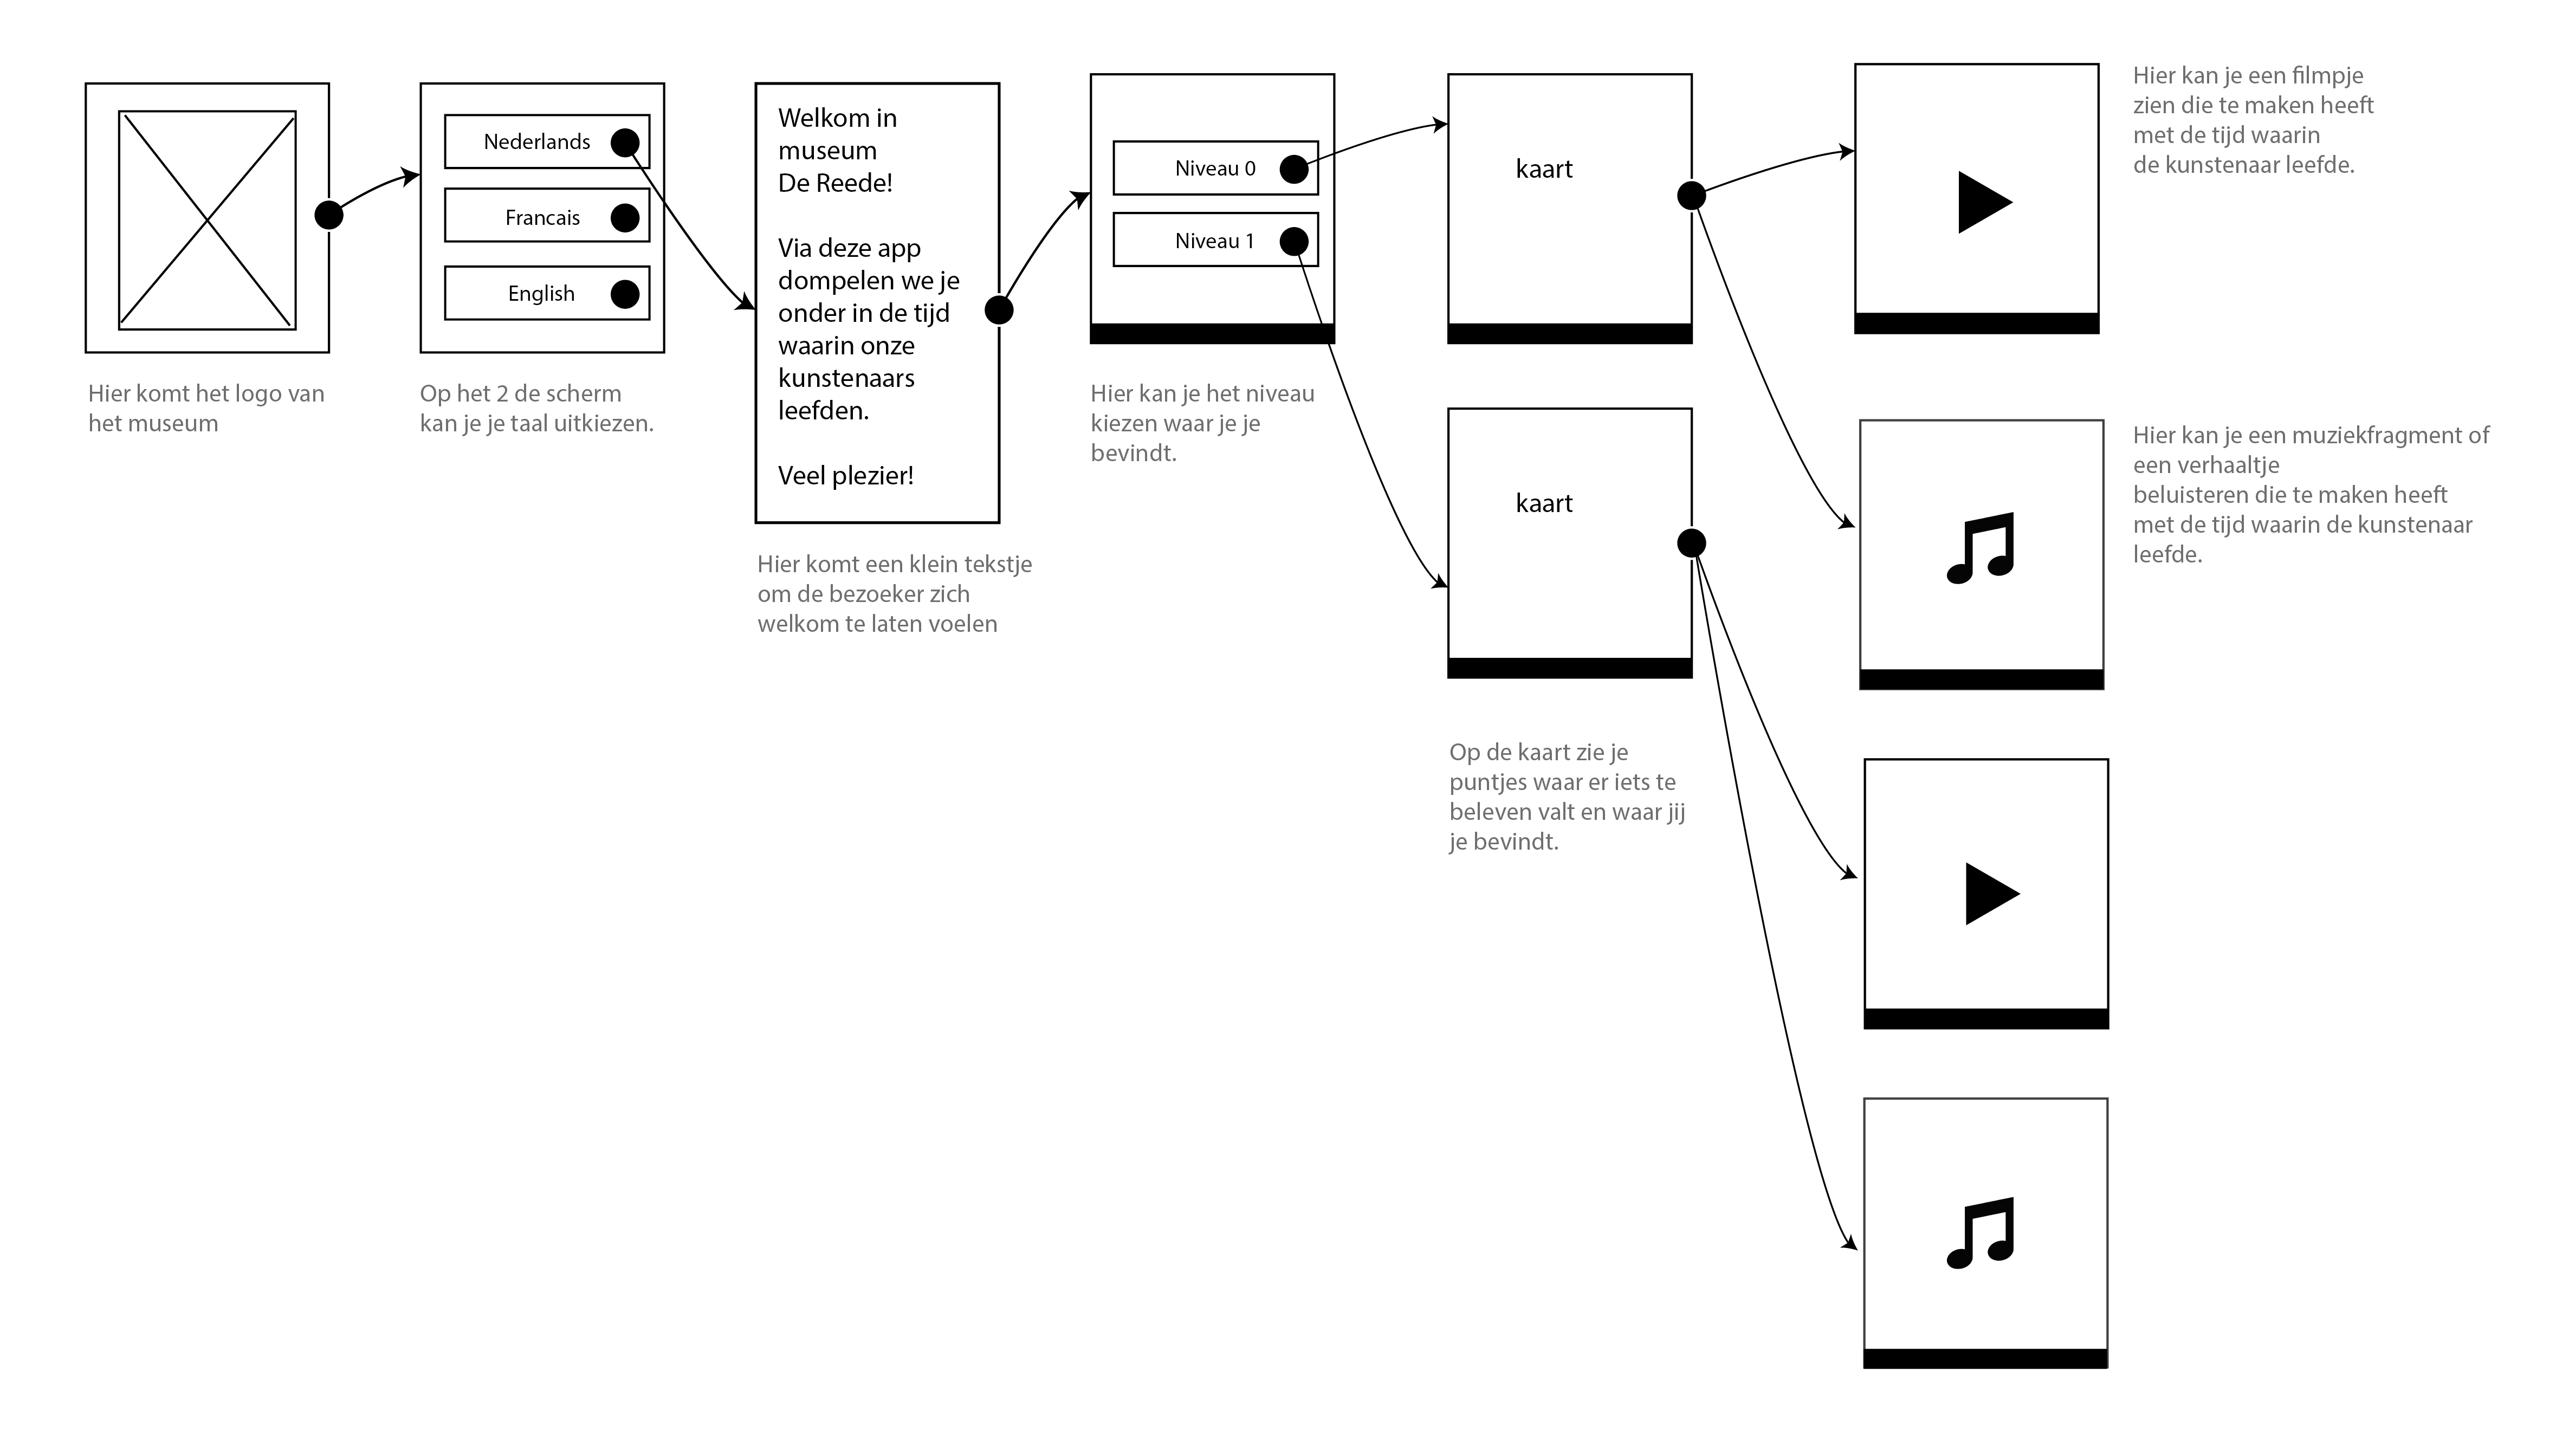 Hier komt het logo van
het museum
Nederlands
Francais
English
Op het 2 de scherm
kan je je taal uitkiezen.
Welkom in
museum
De Reede!
Via deze app
dompelen we je
onder in de tijd
waarin onze
kunstenaars
leefden.
Veel plezier!
Hier komt een klein tekstje
om de bezoeker zich
welkom te laten voelen
Niveau 0
Niveau 1
Hier kan je het niveau
kiezen waar je je
bevindt.
kaart
kaart
Op de kaart zie je
puntjes waar er iets te
beleven valt en waar jij
je bevindt.
Hier kan je een filmpje
zien die te maken heeft
met de tijd waarin
de kunstenaar leefde.
Hier kan je een muziekfragment of
een verhaaltje
beluisteren die te maken heeft
met de tijd waarin de kunstenaar
leefde.